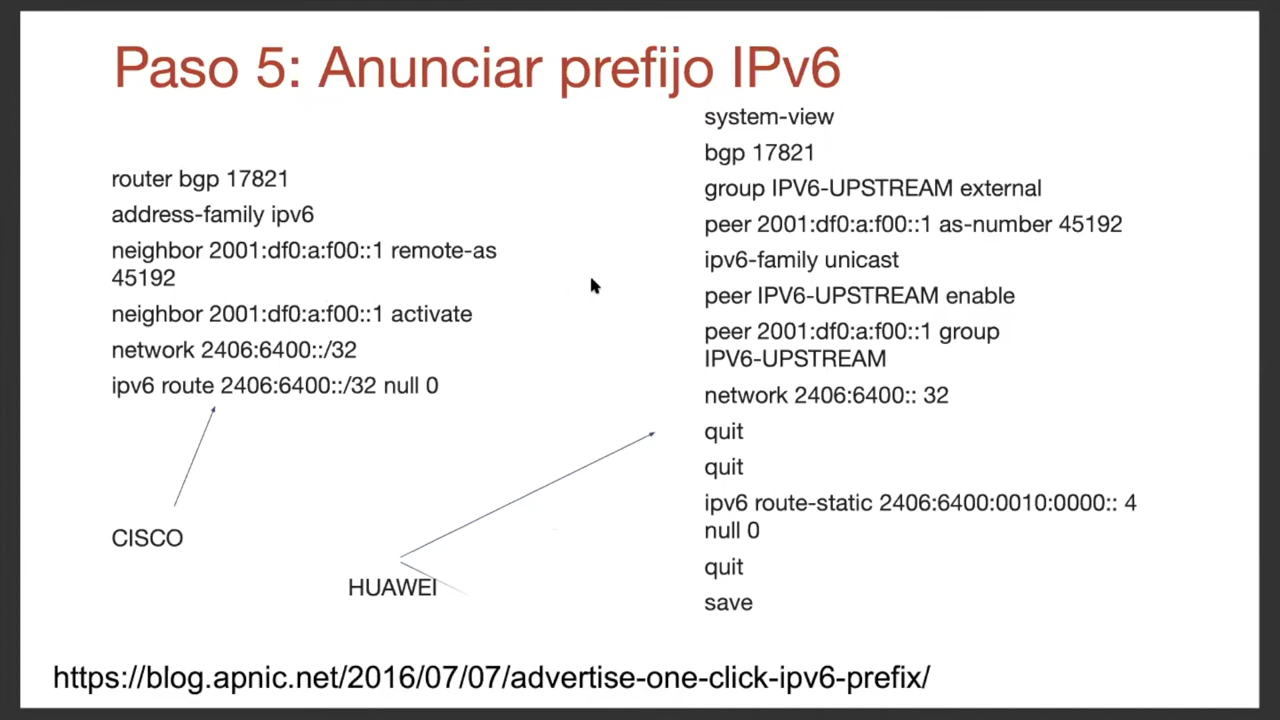 Paso 5: Anunciar prefijo IPv6
router bgp 17821
address-family ipv6
neighbor 2001:df0:a:f00::1 remote-as
45192
neighbor 2001:df0:a:f00::1 activate
network 2406:6400::/32
ipv6 route 2406:6400::/32 null 0
CISCO
HUAWEI
system-view
bgp 17821
group IPV6-UPSTREAM external
peer 2001:df0:a:f00::1 as-number 45192
ipv6-family unicast
peer IPV6-UPSTREAM enable
peer 2001:df0:a:f00::1 group
IPV6-UPSTREAM
network 2406:6400:: 32
quit
quit
ipv6 route-static 2406:6400:0010:0000:: 4
null 0
quit
save
https://blog.apnic.net/2016/07/07/advertise-one-click-ipv6-prefix/